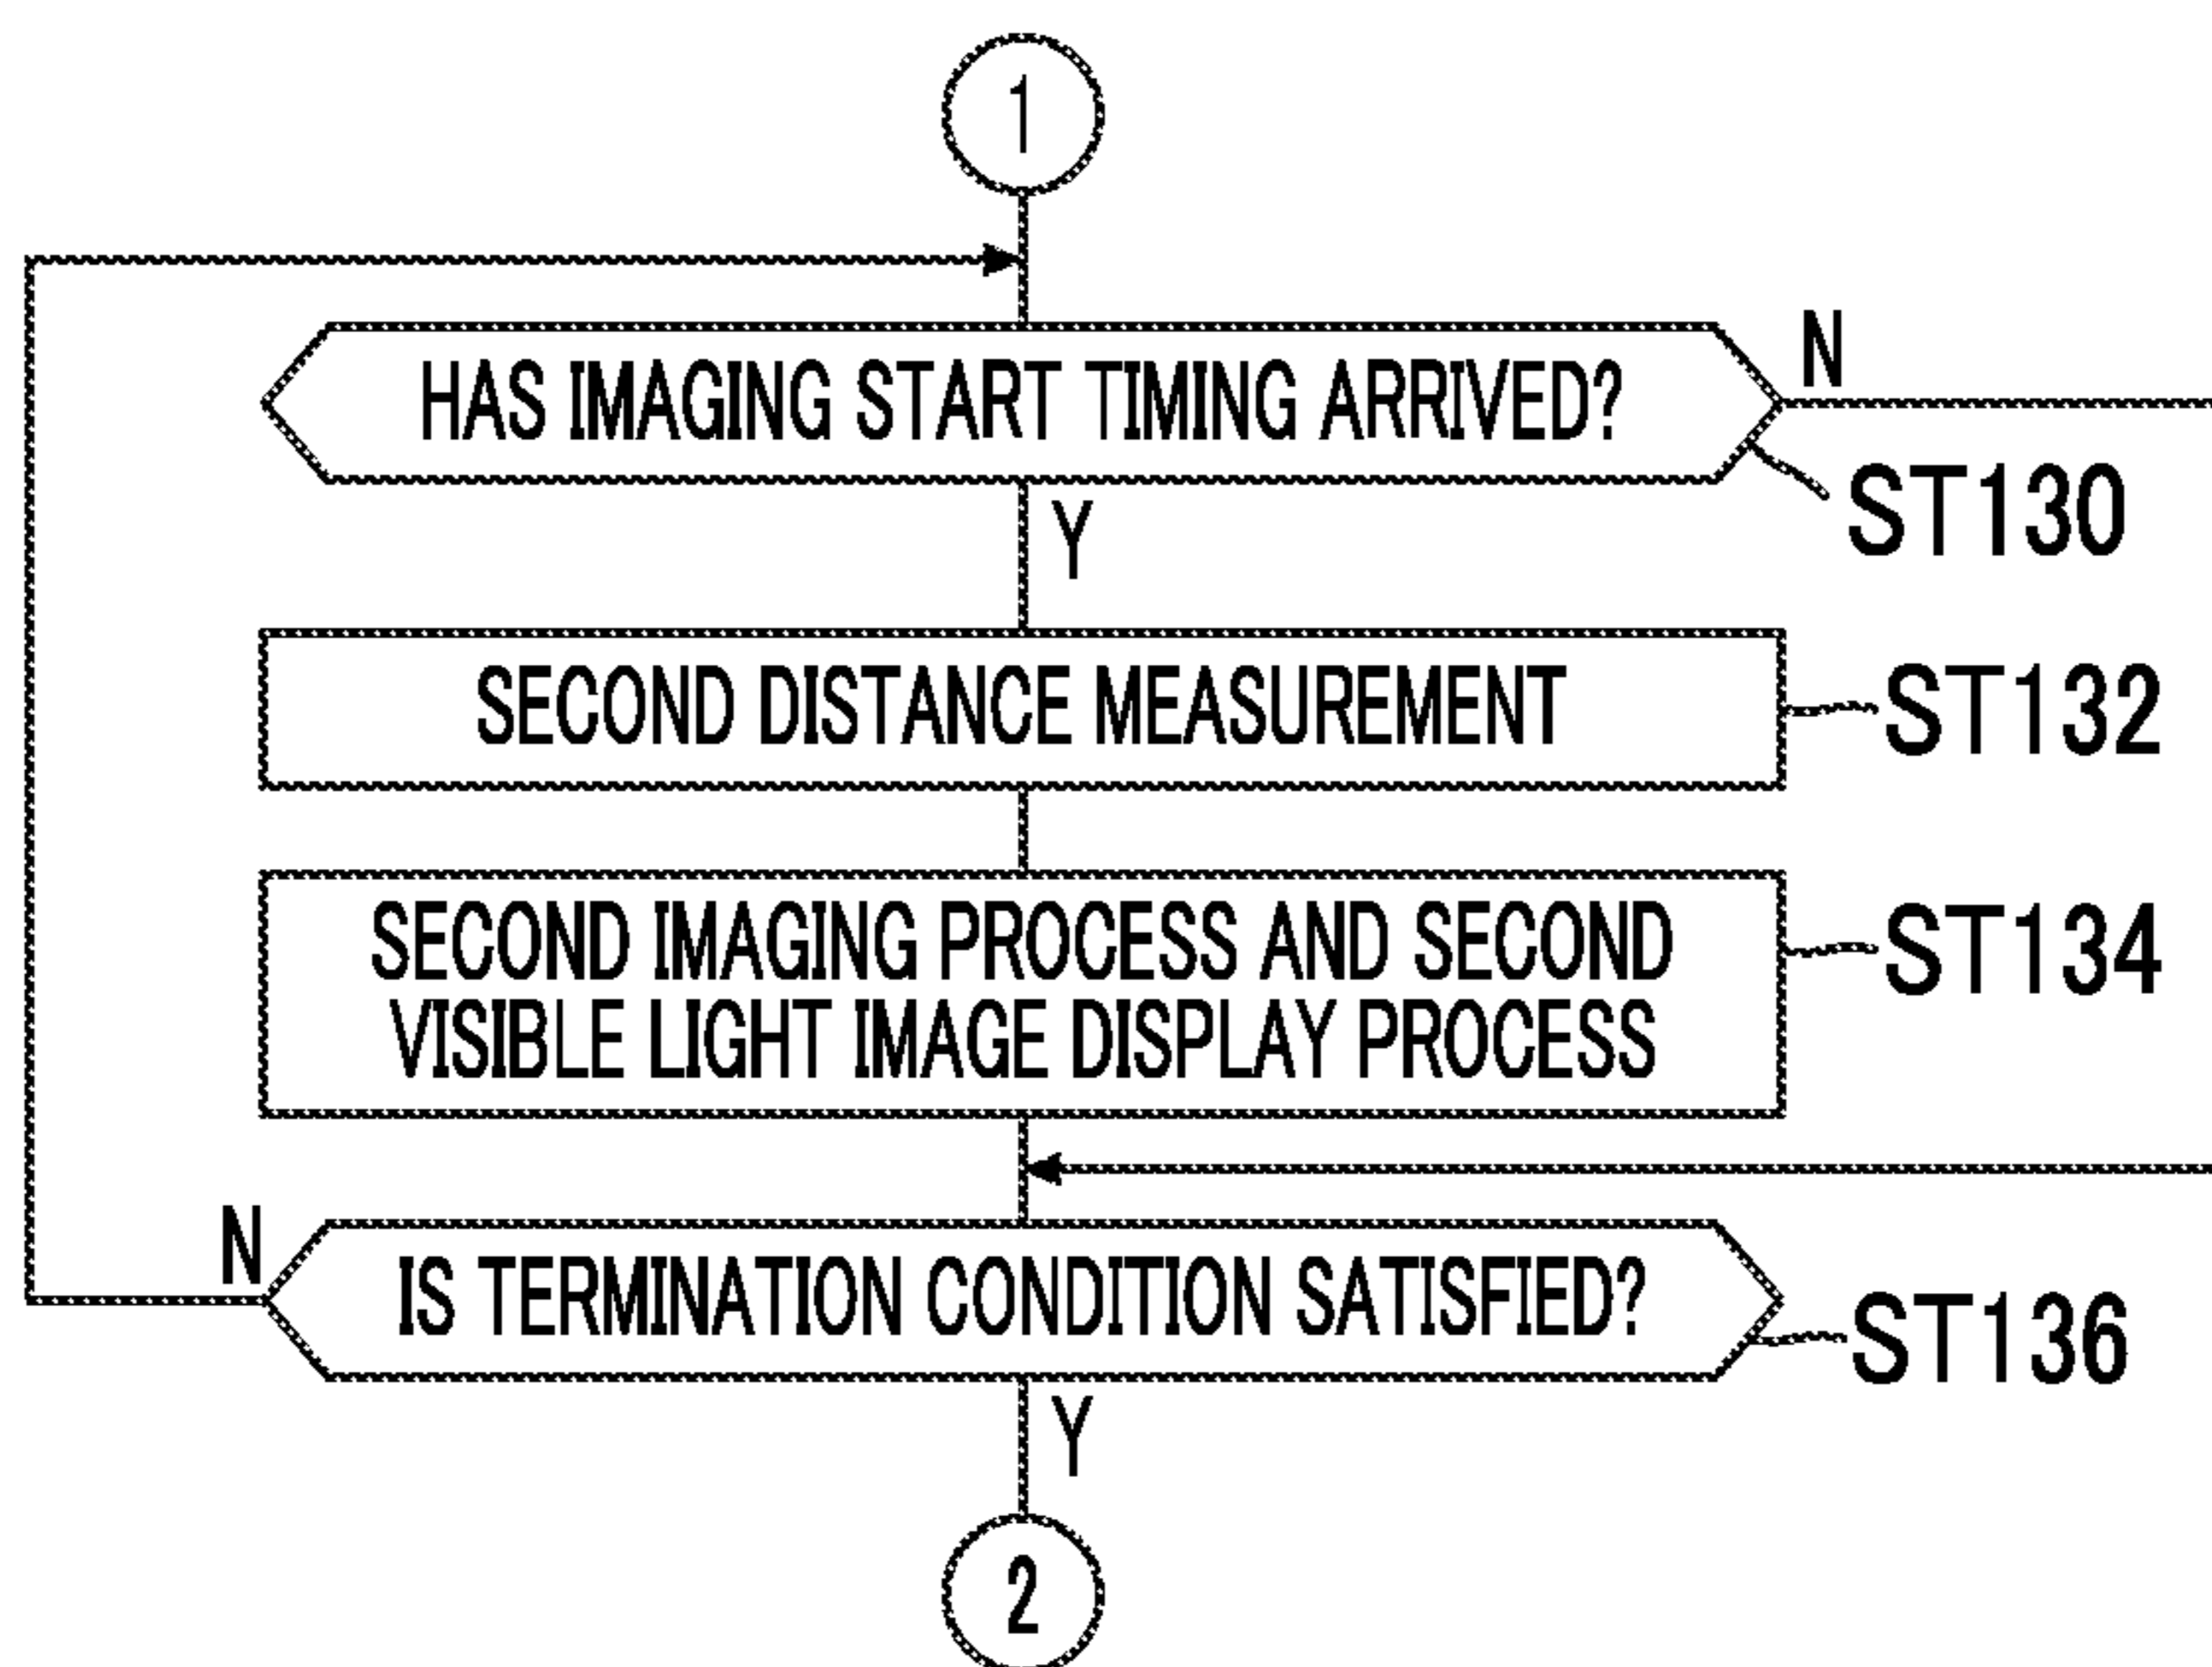 1
HAS IMAGING START TIMING ARRIVED?
N
ST130
Y
SECOND DISTANCE MEASUREMENT
ST132
SECOND IMAGING PROCESS AND SECOND
VISIBLE LIGHT IMAGE DISPLAY PROCESS
ST134
N
IS TERMINATION CONDITION SATISFIED?
ST136
Y
2